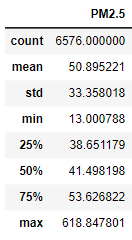 PM2.5
count 6576.000000
mean 50.895221
std 33.358018
min 13.000788
25% 38.651179
50% 41.498198
75% 53.626822
max 618.847801